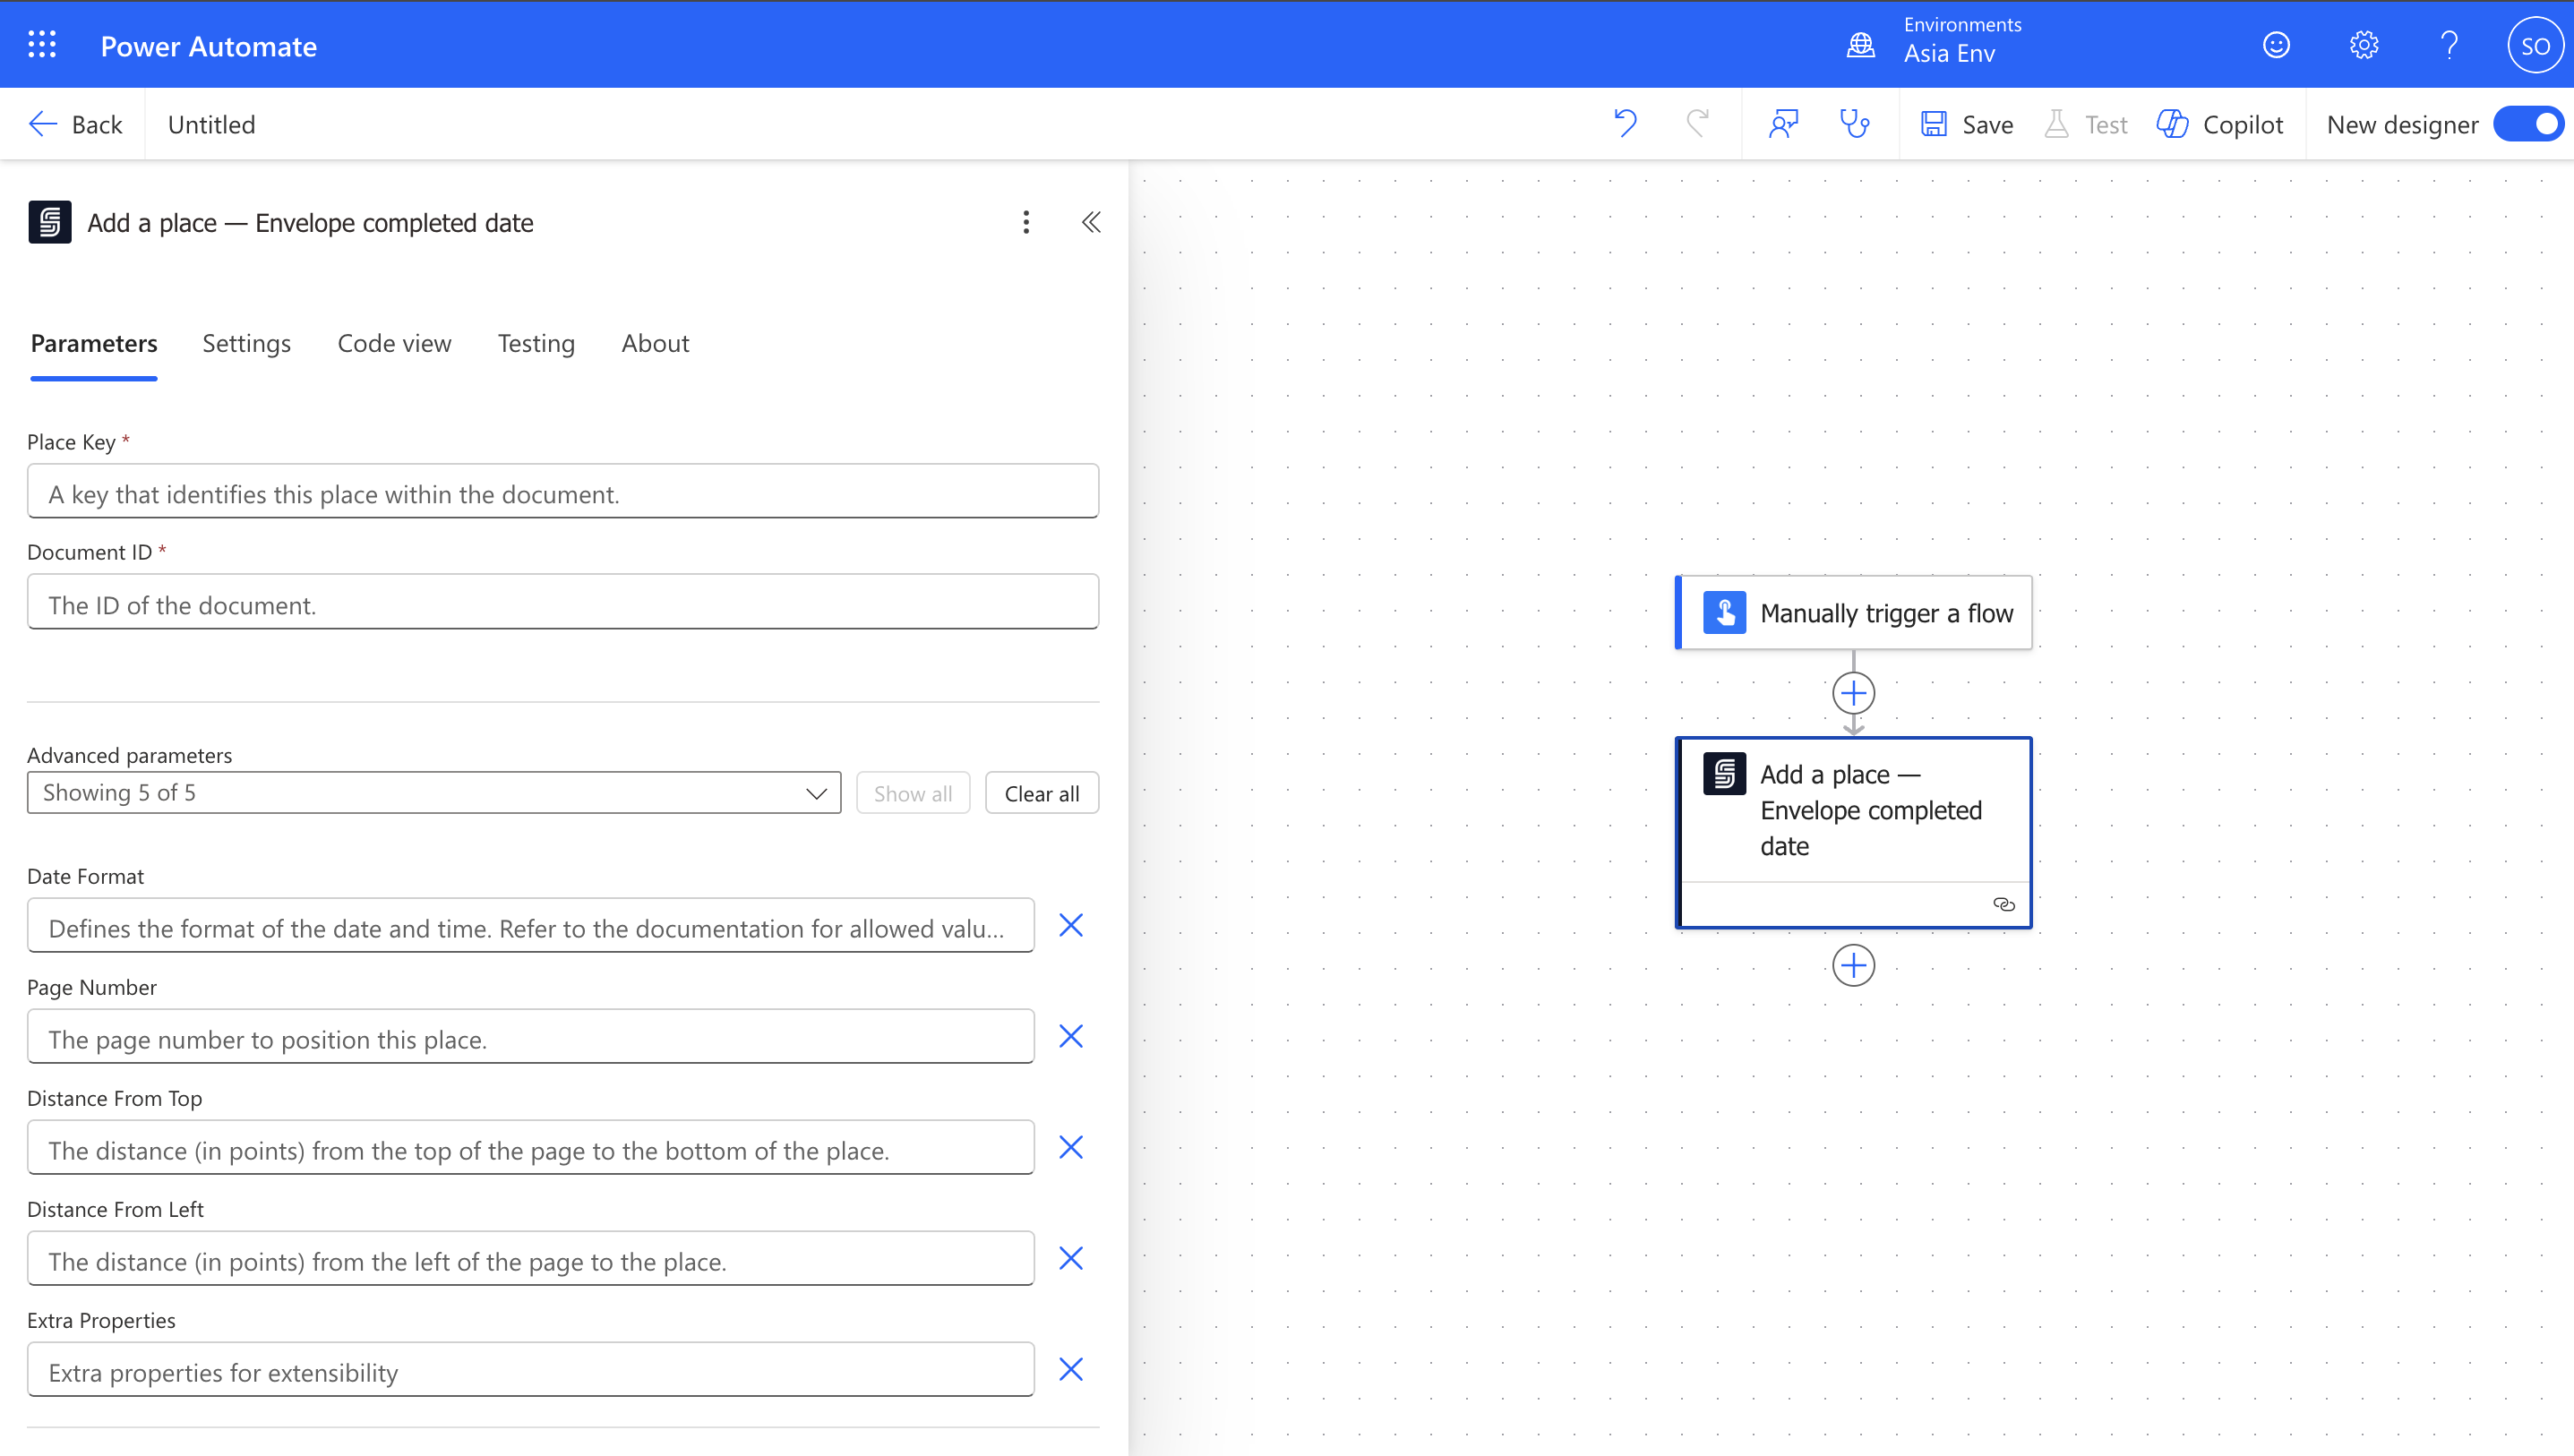 Power Automate
Environments
Asia Env
SO
Back
Untitled
Save
Test
Copilot
New designer
Add a place — Envelope completed date
Parameters
Settings
Code view
Testing
About
Place Key *
A key that identifies this place within the document.
Document ID *
The ID of the document.
Advanced parameters
Showing 5 of 5
Show all
Clear all
Date Format
Defines the format of the date and time. Refer to the documentation for allowed valu...
Page Number
The page number to position this place.
Distance From Top
The distance (in points) from the top of the page to the bottom of the place.
Distance From Left
The distance (in points) from the left of the page to the place.
Extra Properties
Extra properties for extensibility
Manually trigger a flow
Add a place —
Envelope completed
date